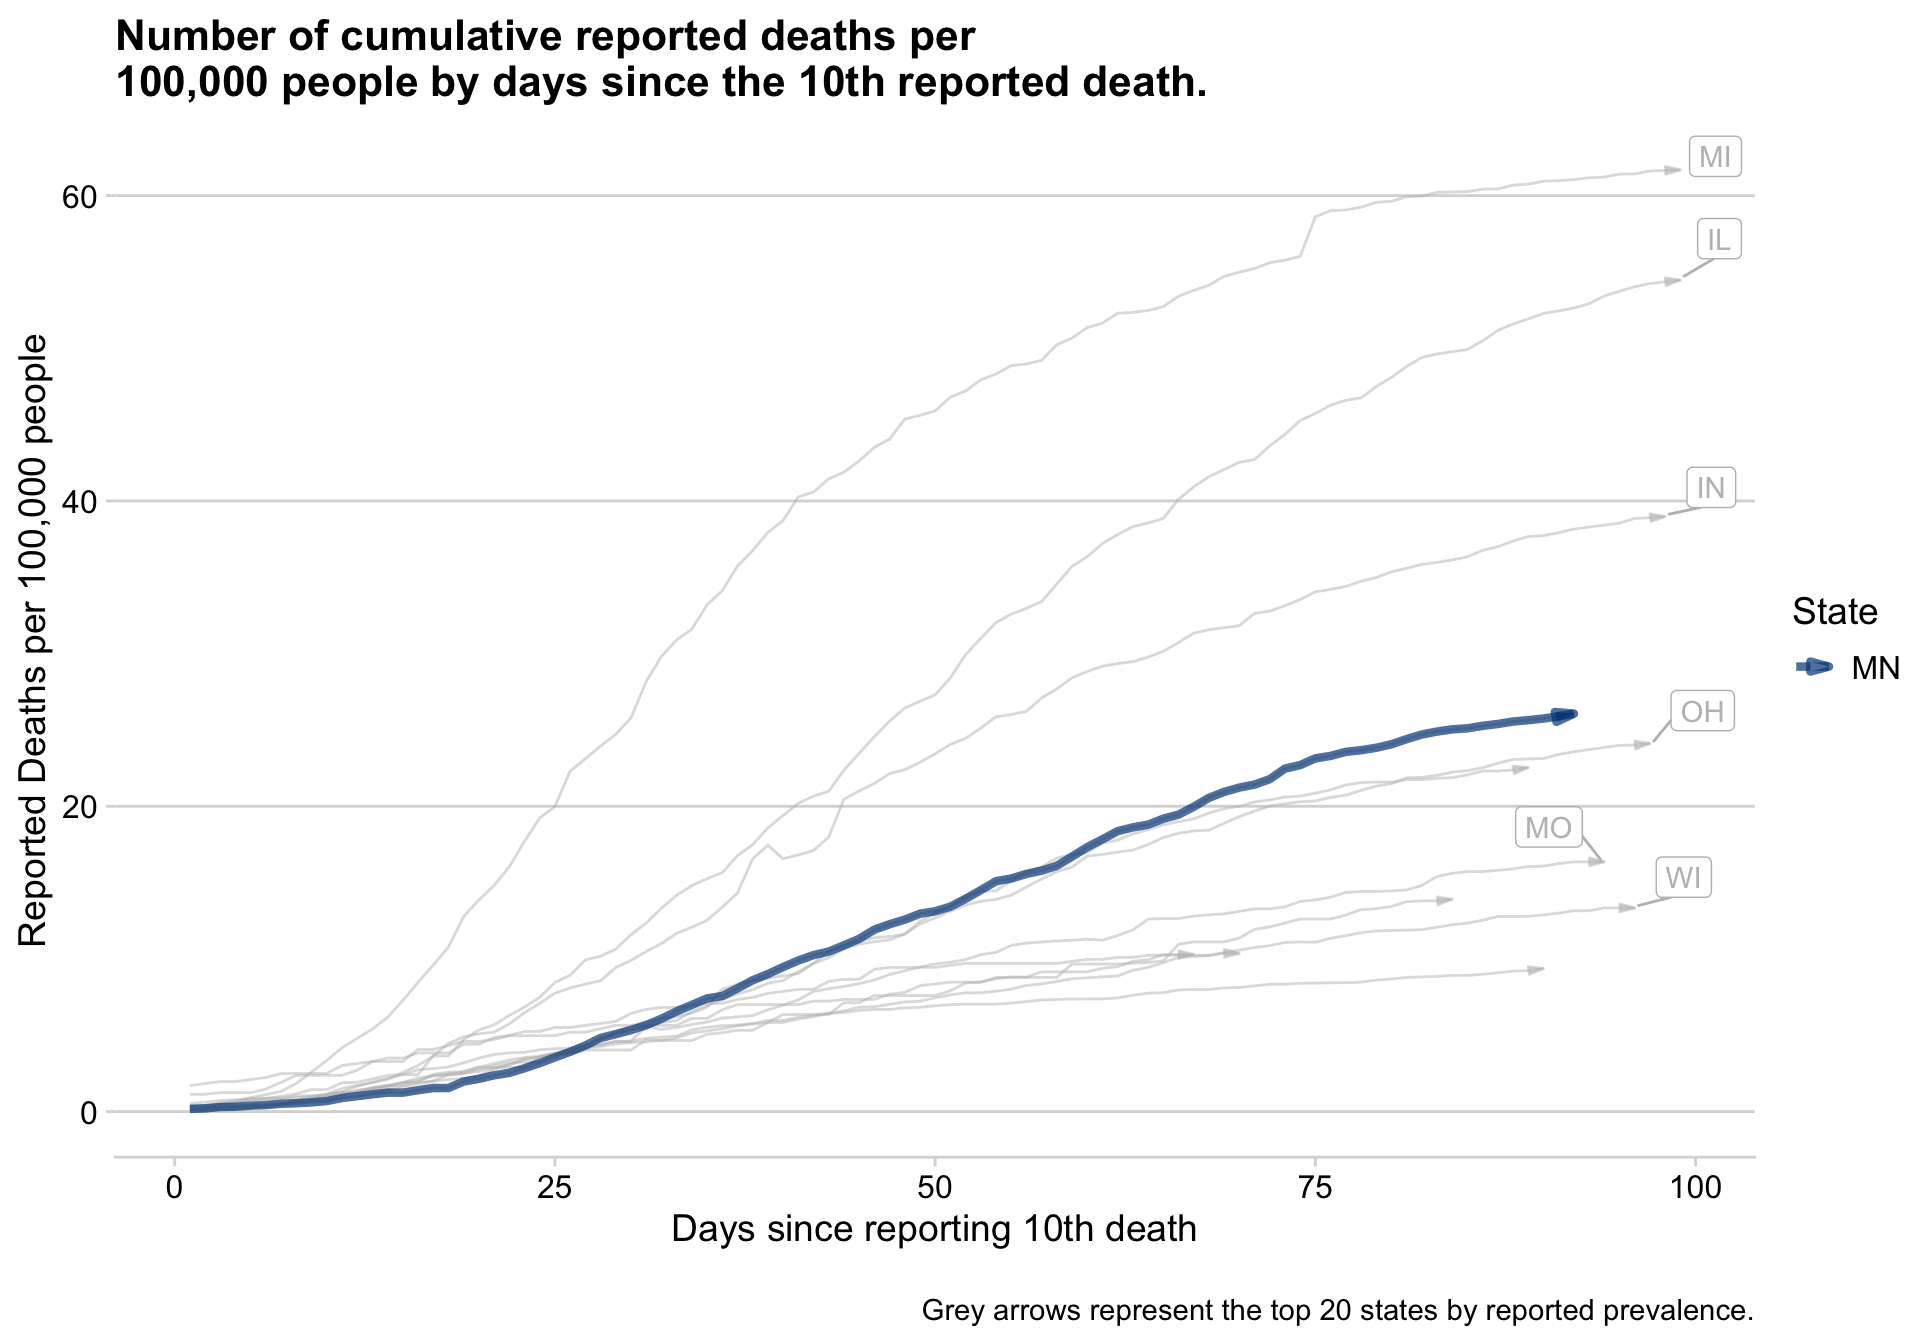 Number of cumulative reported deaths per
100,000 people by days since the 10th reported death.
MI
60
IL
IN
40
Reported Deaths per 100,000 people
State
MN
OH
20
MO
WI
0
0 25 50 75 100
Days since reporting 10th death
Grey arrows represent the top 20 states by reported prevalence.